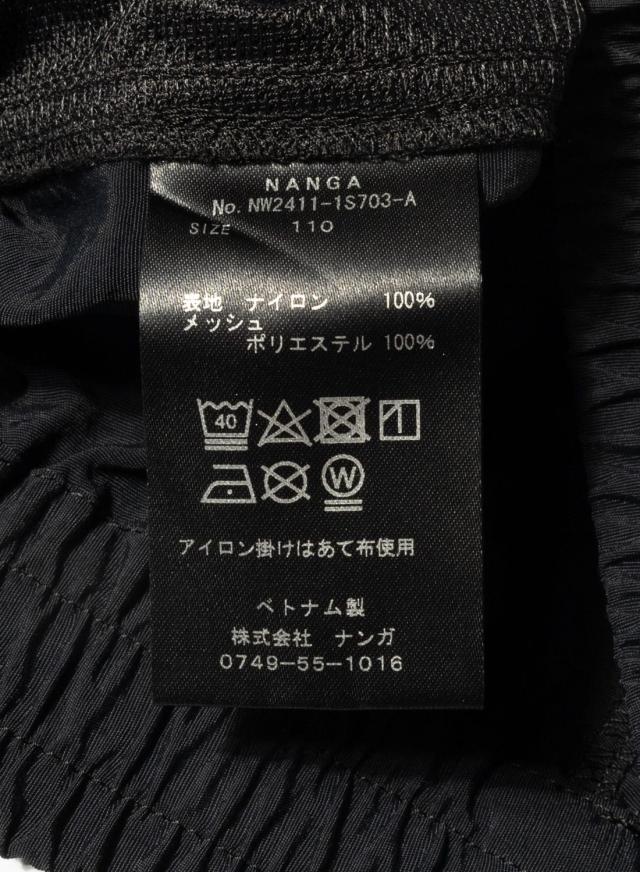 NANGA
No. NW2411-1S703-A
SIZE 110
表地 ナイロン 100%
メッシュ
ポリエステル 100%
40
W
アイロン掛けはあて布使用
ベトナム製
株式会社 ナンガ
0749-55-1016